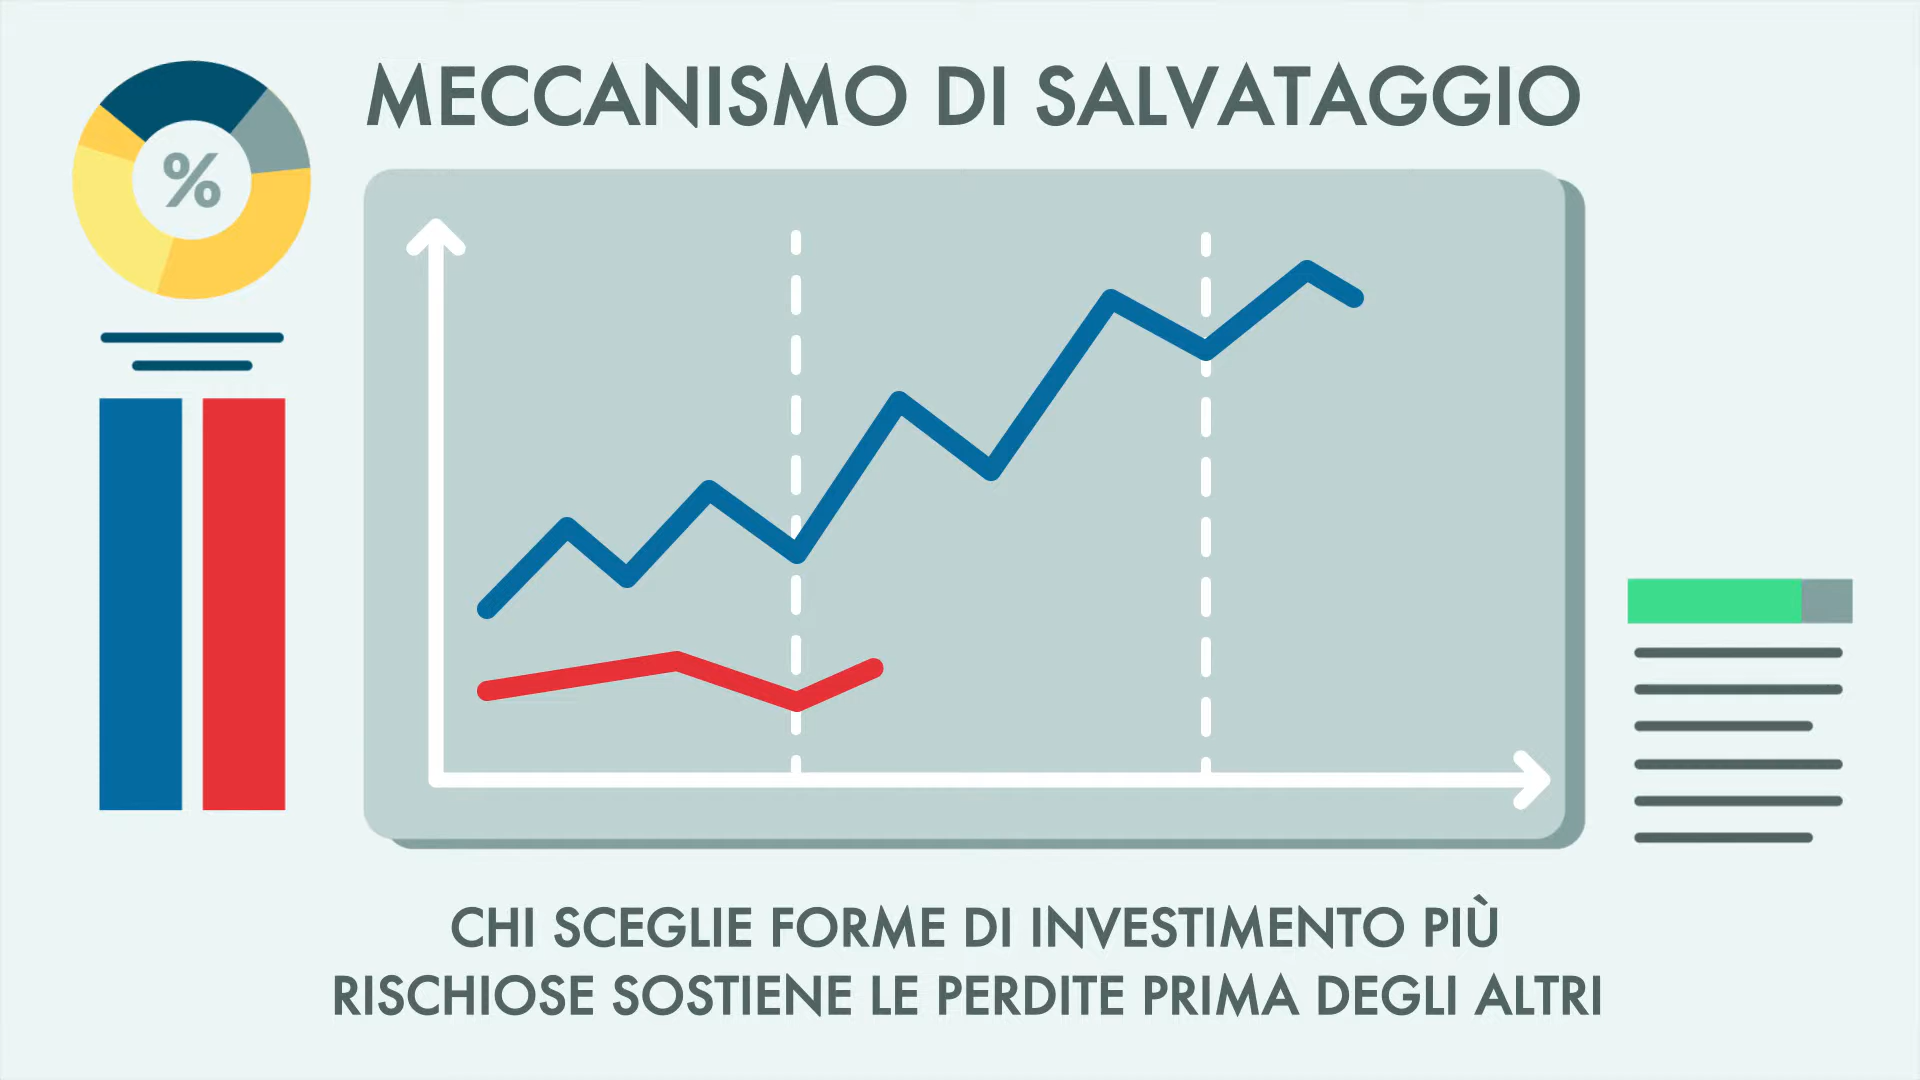 MECCANISMO DI SALVATAGGIO
%
CHI SCEGLIE FORME DI INVESTIMENTO PIÙ
RISCHIOSE SOSTIENE LE PERDITE PRIMA DEGLI ALTRI